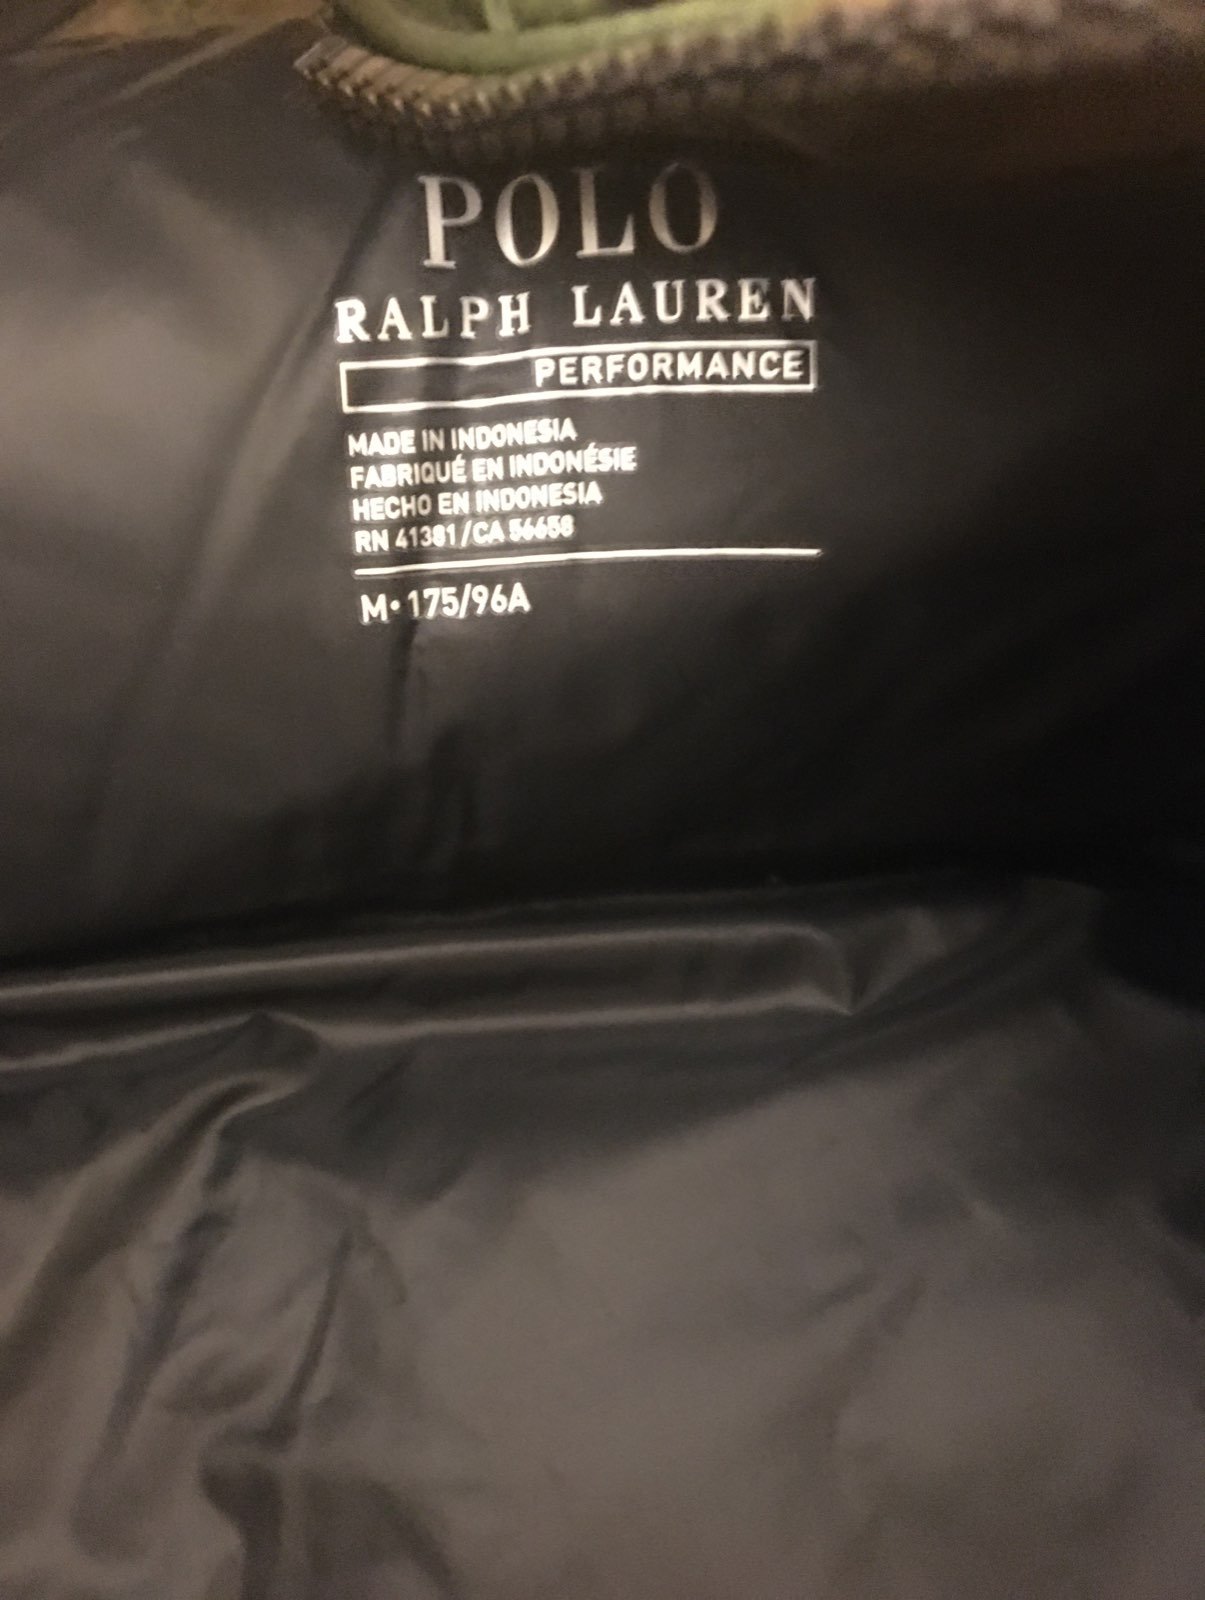 POLO
RALPH LAUREN
PERFORMANCE
MADE IN INDONESIA
FABRIQUÉ EN INDONÉSIE
HECHO EN INDONESIA
RN 41381/CA 56658
M• 175/96A